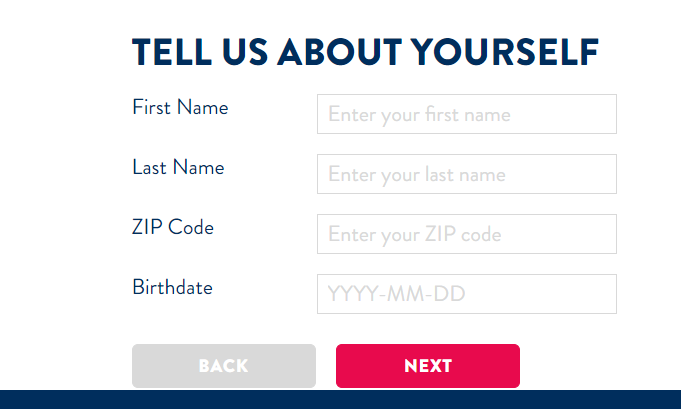 TELL US ABOUT YOURSELF
First Name
Enter your first name
Last Name
Enter your last name
ZIP Code
Enter your ZIP code
Birthdate
YYYY-MM-DD
BACK
NEXT